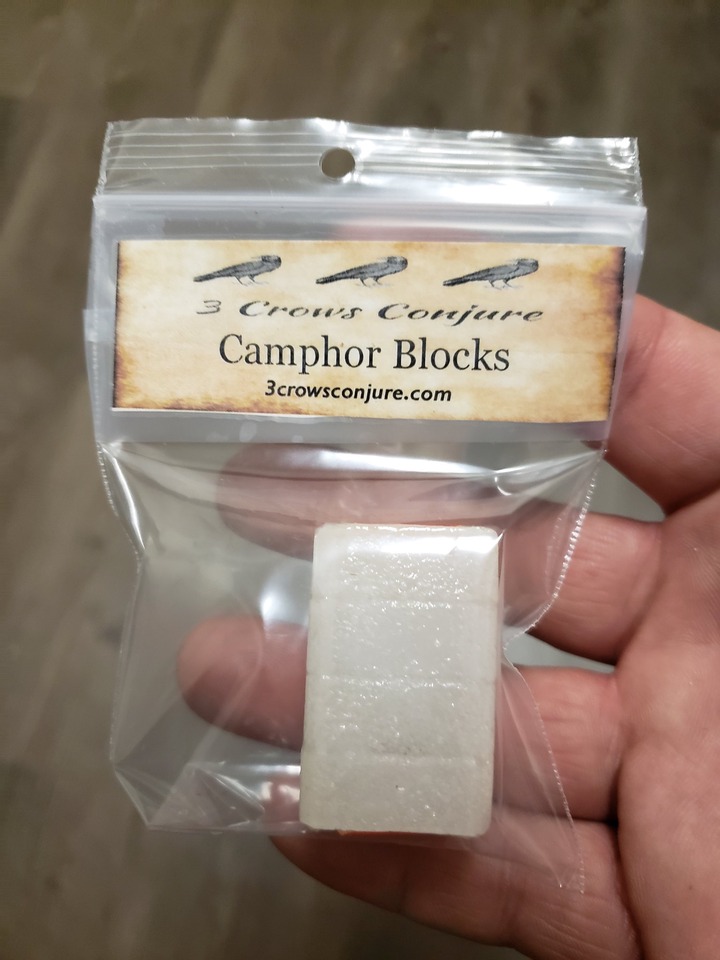 3 Crows Conjure
Camphor Blocks
3crowsconjure.com